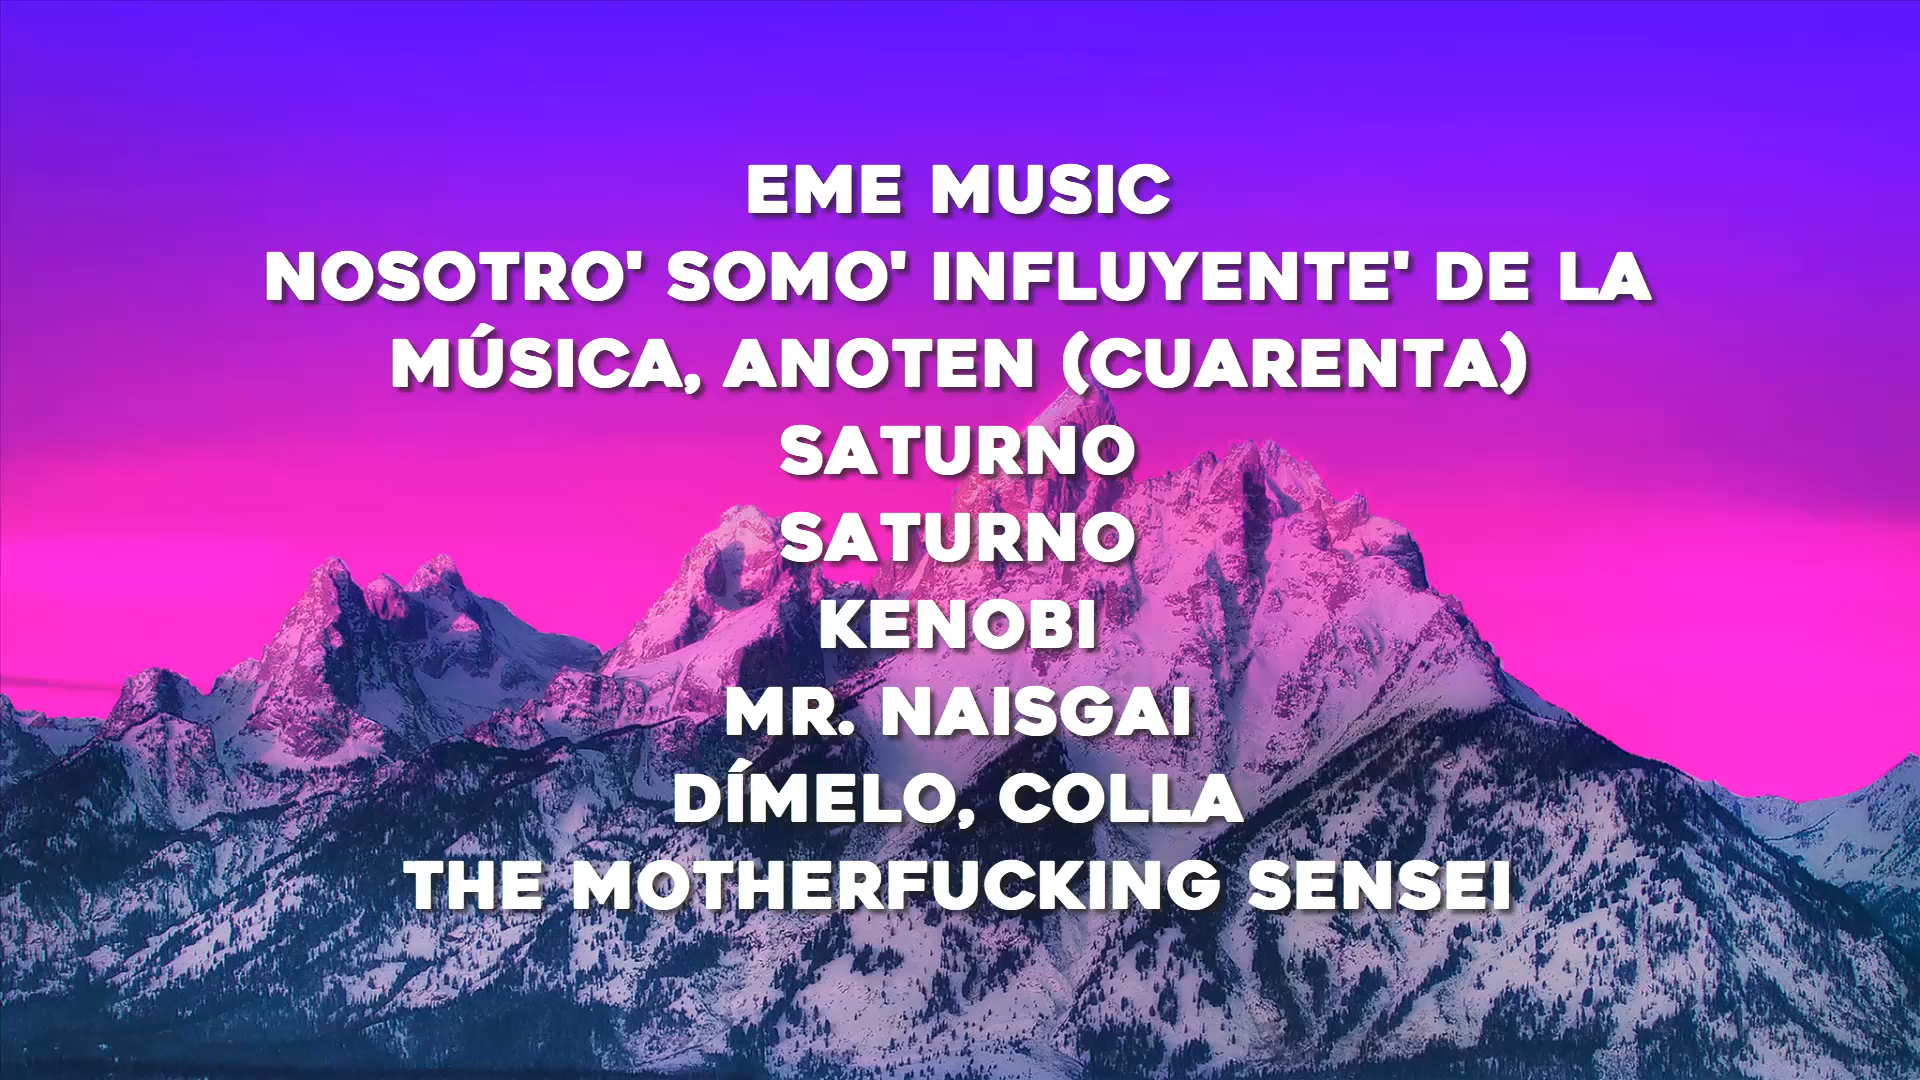 EME MUSIC
NOSOTRO' SOMO' INFLUYENTE' DE LA
MÚSICA, ANOTEN (CUARENTA)
SATURNO
SATURNO
KENOBI
MR. NAISGAI
DÍMELO, COLLA
THE MOTHERFUCKING SENSEI